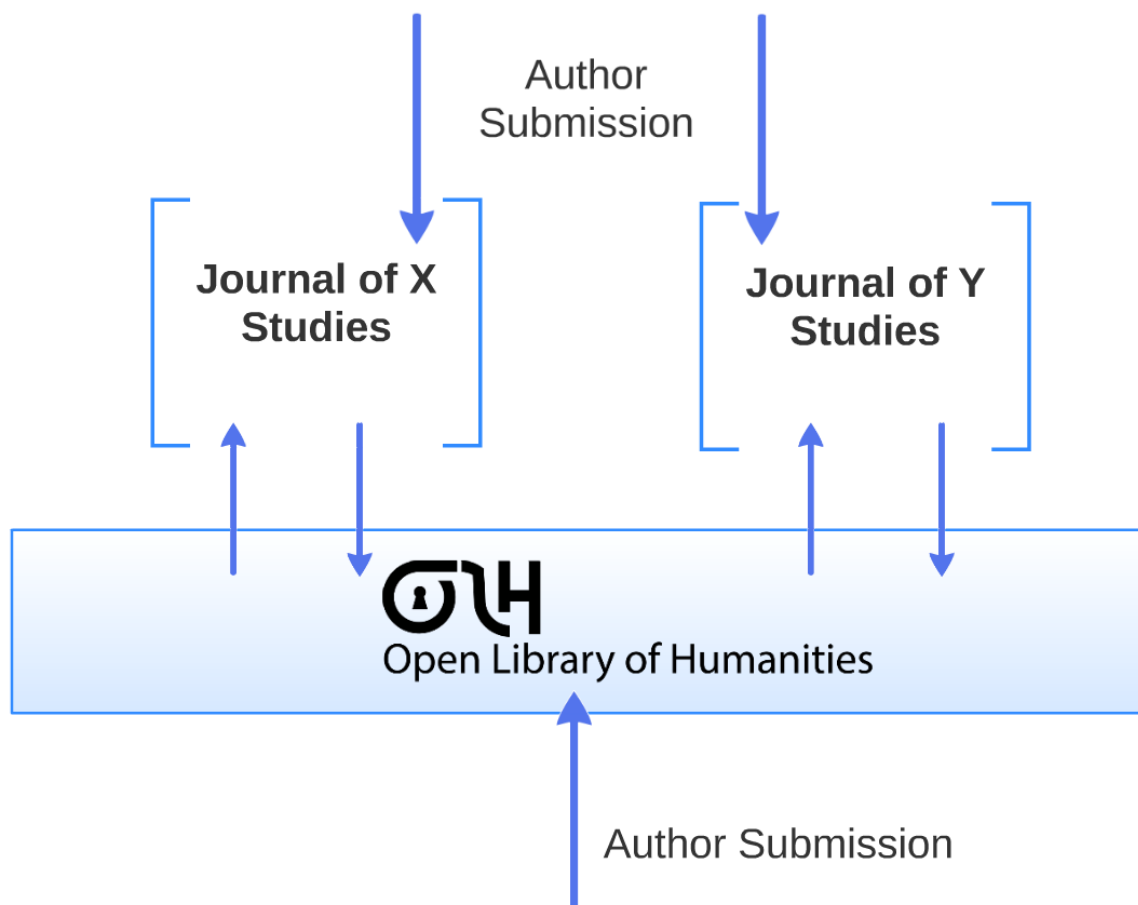 Author
Submission
Journal of X
Studies
Journal of Y
Studies
OLH
Open Library of Humanities
Author Submission